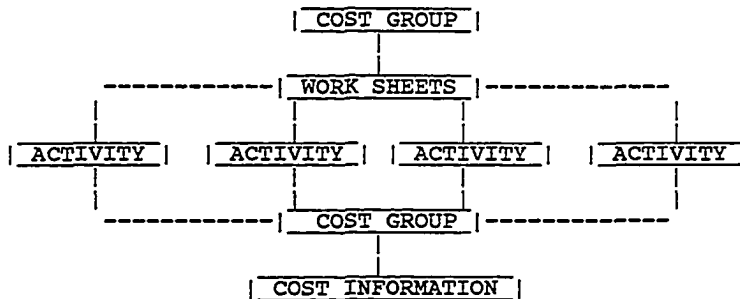 COST GROUP
WORK SHEETS
ACTIVITY ACTIVITY ACTIVITY ACTIVITY
COST GROUP
COST INFORMATION